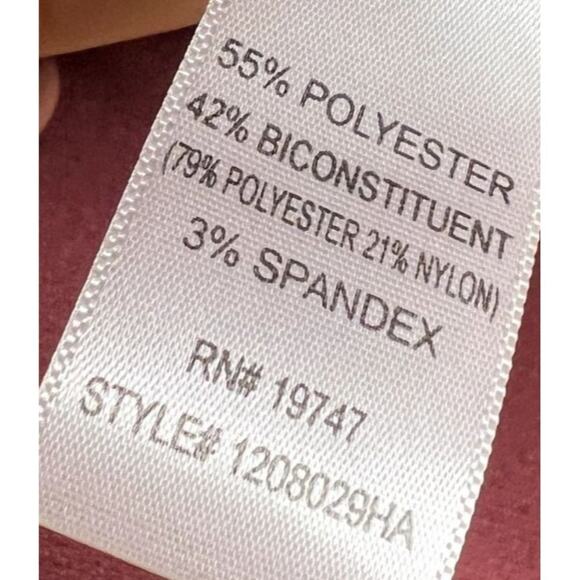 55% POLYESTER
42% BICONSTITUENT
(79% POLYESTER 21% NYLON)
3% SPANDEX
RN# 19747
STYLE# 1208029HA